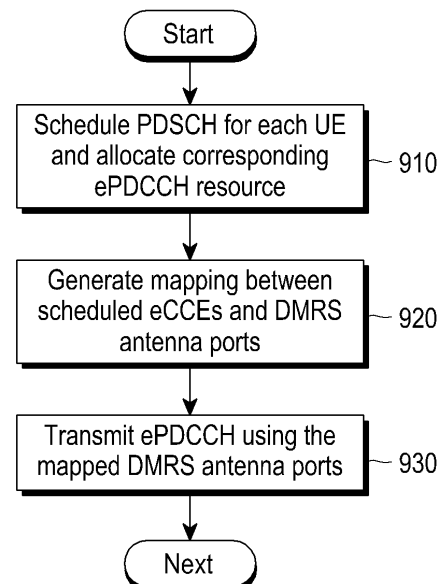 Start
Schedule PDSCH for each UE
and allocate corresponding
ePDCCH resource
910
Generate mapping between
scheduled eCCEs and DMRS
antenna ports
920
Transmit ePDCCH using the
mapped DMRS antenna ports
930
Next